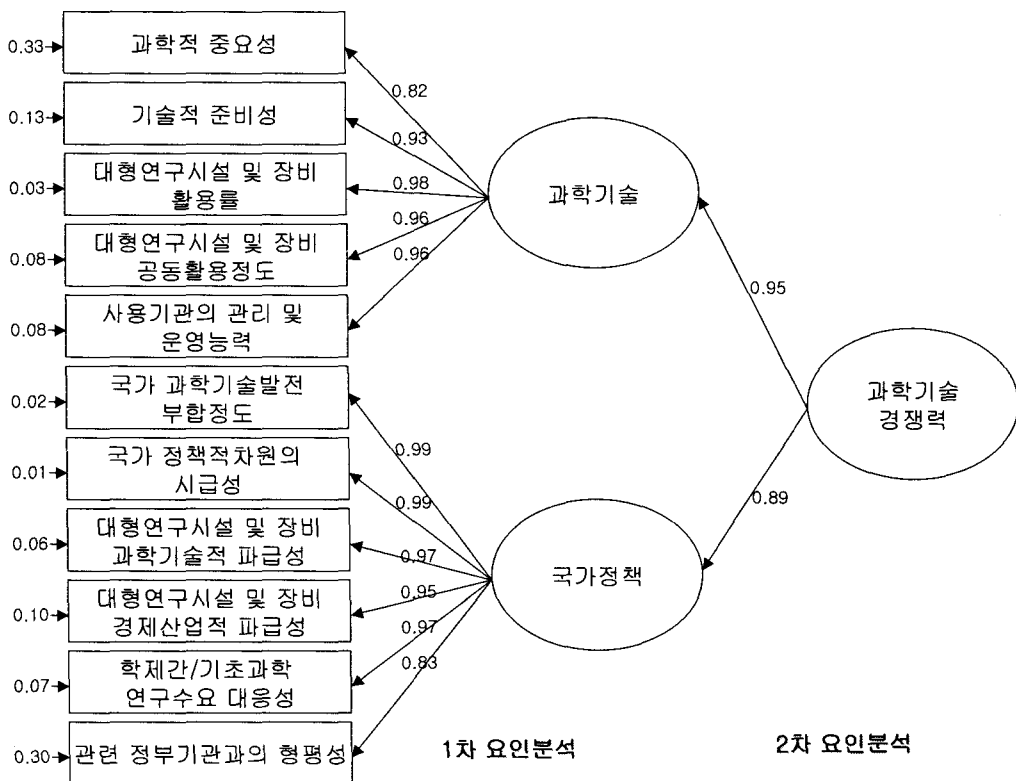 0.33
과학적 중요성
0.13
기술적 준비성
0.03
대형연구시설 및 장비
활용률
0.08
대형연구시설 및 장비
공동활용정도
0.08
사용기관의 관리 및
운영능력
0.02
국가 과학기술발전
부합정도
0.01
국가 정책적차원의
시급성
0.06
대형연구시설 및 장비
과학기술적 파급성
0.10
대형연구시설 및 장비
경제산업적 파급성
0.07
학제간/기초과학
연구수요 대응성
0.30
관련 정부기관과의 형평성
0.82
0.93
0.98
0.96
0.96
0.99
0.99
0.97
0.95
0.97
0.83
과학기술
국가정책
0.95
0.89
과학기술
경쟁력
1차 요인분석
2차 요인분석